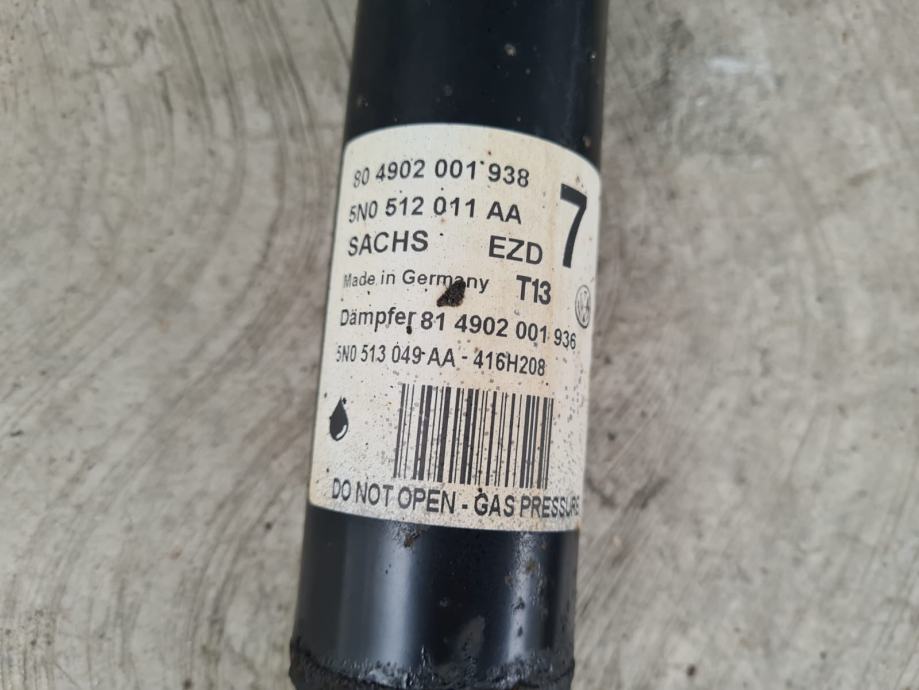 80 4902 001 938
5N0 512 011 AA
7
SACHS EZD
Made in Germany T13
Dämpfer 81 4902 001 936
5N0 513 049 AA - 416H208
DO NOT OPEN - GAS PRESSURE